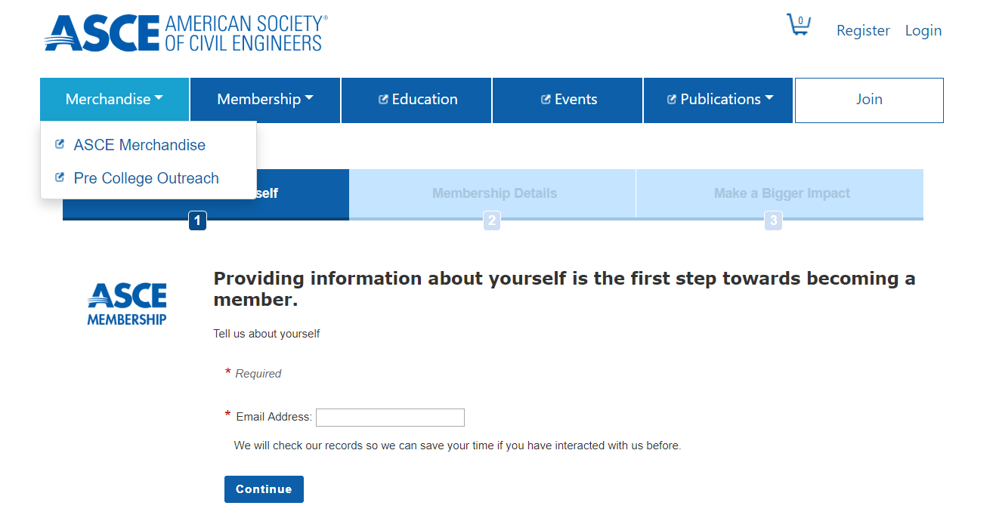 ASCE AMERICAN SOCIETY®
OF CIVIL ENGINEERS
0
Register Login
Merchandise Membership Education Events Publications Join
ASCE Merchandise
Pre College Outreach
self Membership Details Make a Bigger Impact
1 2 3
ASCE
MEMBERSHIP
Providing information about yourself is the first step towards becoming a
member.
Tell us about yourself
* Required
* Email Address:
We will check our records so we can save your time if you have interacted with us before.
Continue